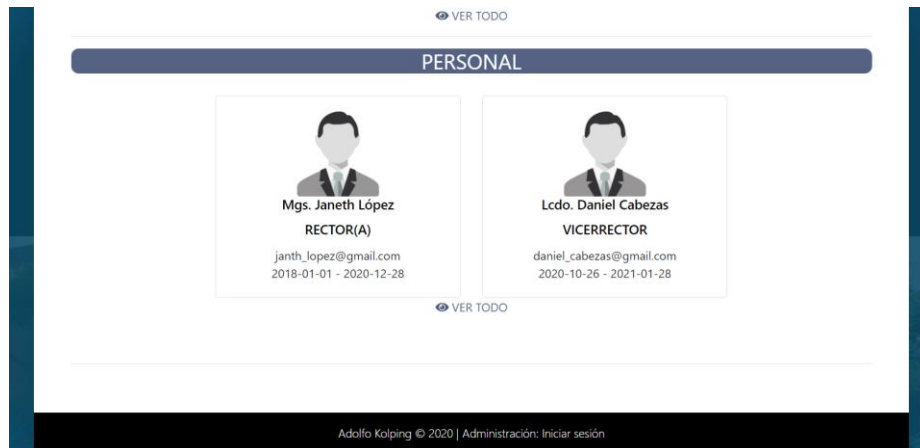 VER TODO
PERSONAL
Mgs. Janeth López
RECTOR(A)
janth_lopez@gmail.com
2018-01-01 - 2020-12-28
Lcdo. Daniel Cabezas
VICERRECTOR
daniel_cabezas@gmail.com
2020-10-26 - 2021-01-28
VER TODO
Adolfo Kolping © 2020 | Administración: Iniciar sesión